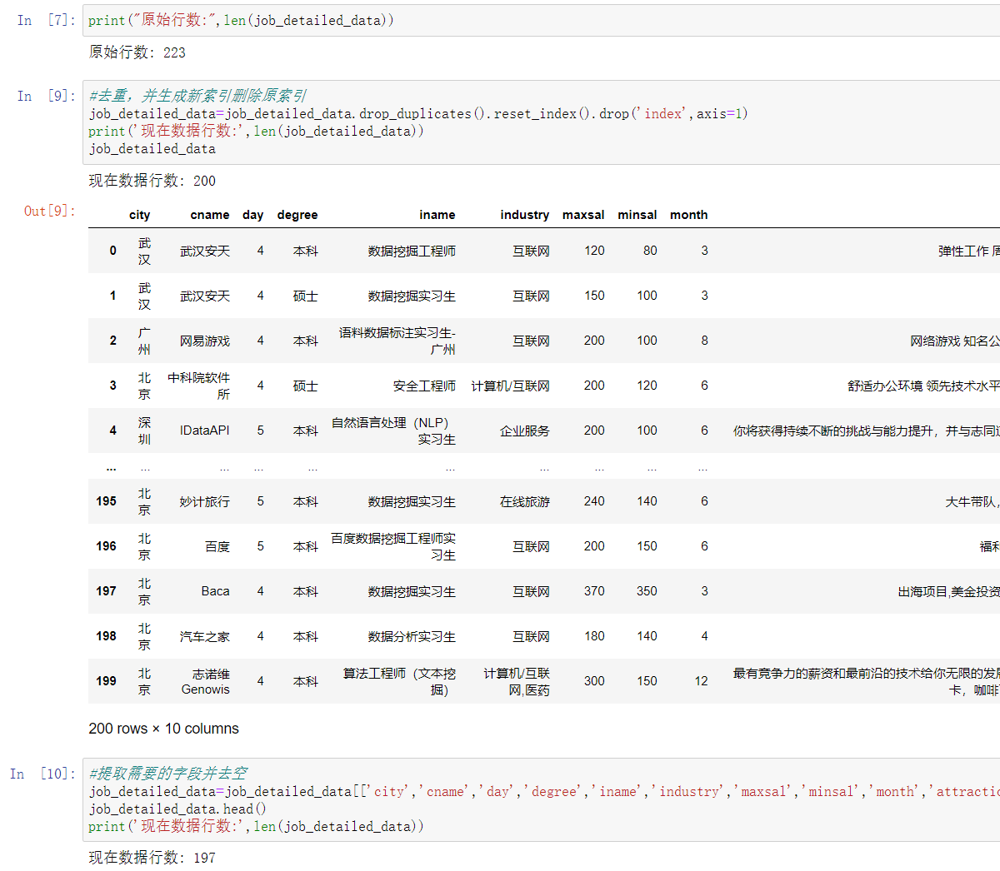 In [7]: print("原始行数:",len(job_detailed_data))
原始行数: 223
In [9]: #去重，并生成新索引删除原索引
job_detailed_data=job_detailed_data.drop_duplicates().reset_index().drop('index',axis=1)
print('现在数据行数:',len(job_detailed_data))
job_detailed_data
现在数据行数: 200
Out[9]:
city cname day degree iname industry maxsal minsal month
0 武汉 武汉安天 4 本科 数据挖掘工程师 互联网 120 80 3 弹性工作 周
1 武汉 武汉安天 4 硕士 数据挖掘实习生 互联网 150 100 3
2 广州 网易游戏 4 本科 语料数据标注实习生-广州 互联网 200 100 8 网络游戏 知名公
3 北京 中科院软件所 4 硕士 安全工程师 计算机/互联网 200 120 6 舒适办公环境 领先技术水平
4 深圳 IDataAPI 5 本科 自然语言处理（NLP）实习生 企业服务 200 100 6 你将获得持续不断的挑战与能力提升，并与志同道
... ... ... ... ... ... ... ... ... ...
195 北京 妙计旅行 5 本科 数据挖掘实习生 在线旅游 240 140 6 大牛带队，
196 北京 百度 5 本科 百度数据挖掘工程师实习生 互联网 200 150 6 福利
197 北京 Baca 4 本科 数据挖掘实习生 互联网 370 350 3 出海项目,美金投资
198 北京 汽车之家 4 本科 数据分析实习生 互联网 180 140 4
199 北京 志诺维Genowis 4 本科 算法工程师（文本挖掘） 计算机/互联网,医药 300 150 12 最有竞争力的薪资和最前沿的技术给你无限的发展 卡，咖啡
200 rows × 10 columns
In [10]: #提取需要的字段并去空
job_detailed_data=job_detailed_data[['city','cname','day','degree','iname','industry','maxsal','minsal','month','attractio
job_detailed_data.head()
print('现在数据行数:',len(job_detailed_data))
现在数据行数: 197